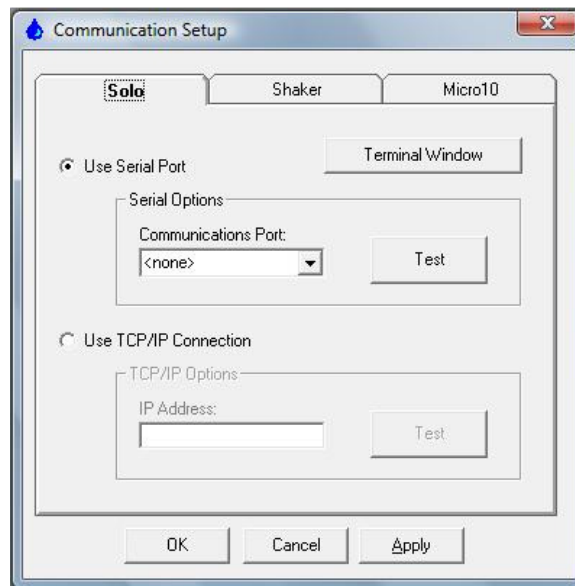 Communication Setup
Solo
Shaker
Micro10
Terminal Window
Use Serial Port
Serial Options
Communications Port:
<none>
Test
Use TCP/IP Connection
TCP/IP Options
IP Address:
Test
OK
Cancel
Apply